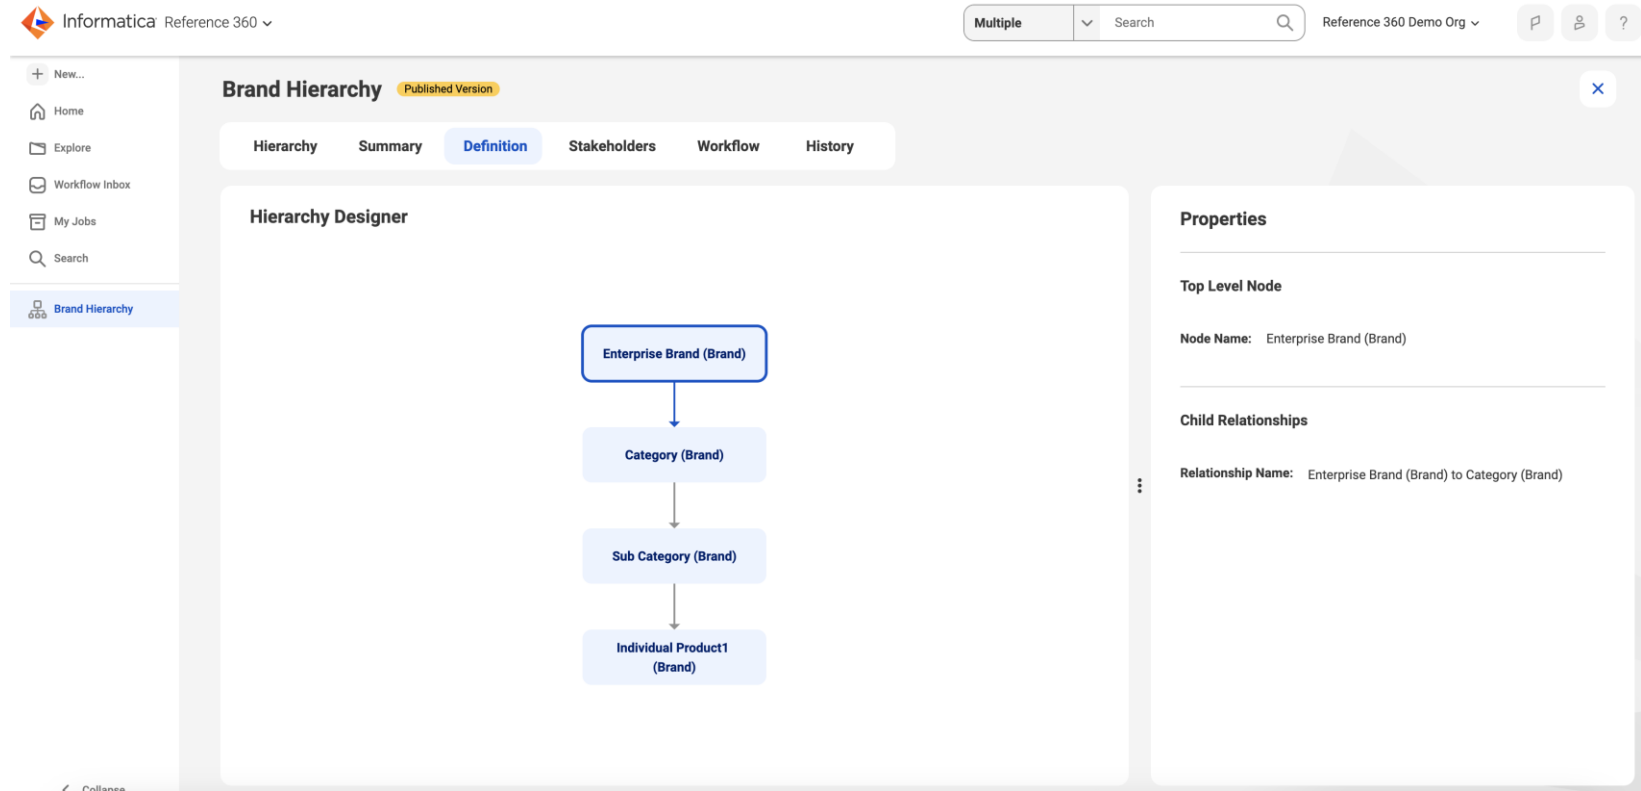 Informatica Reference 360
Multiple
Search
Reference 360 Demo Org
?
New...
Home
Explore
Workflow Inbox
My Jobs
Search
Brand Hierarchy
Collapse
Brand Hierarchy Published Version
Hierarchy Summary Definition Stakeholders Workflow History
Hierarchy Designer
Enterprise Brand (Brand)
Category (Brand)
Sub Category (Brand)
Individual Product1
(Brand)
Properties
Top Level Node
Node Name: Enterprise Brand (Brand)
Child Relationships
Relationship Name: Enterprise Brand (Brand) to Category (Brand)